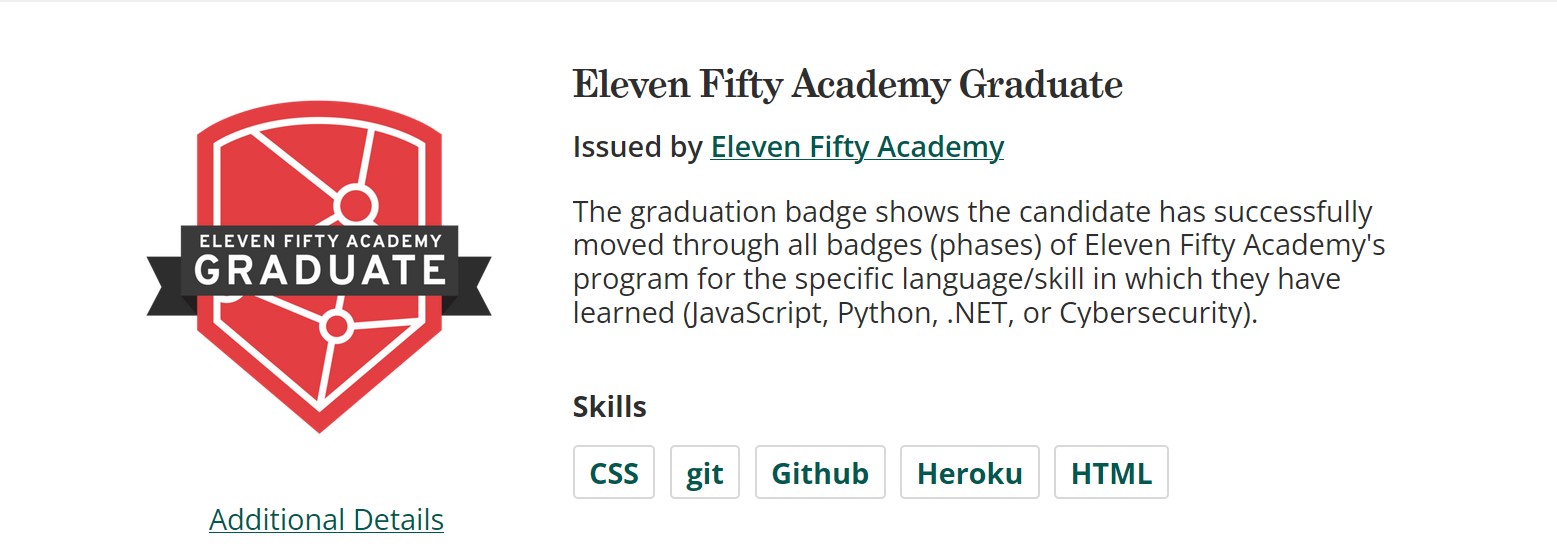 Eleven Fifty Academy Graduate
Issued by Eleven Fifty Academy
The graduation badge shows the candidate has successfully
moved through all badges (phases) of Eleven Fifty Academy's
program for the specific language/skill in which they have
learned (JavaScript, Python, .NET, or Cybersecurity).
ELEVEN FIFTY ACADEMY
GRADUATE
Skills
CSS git Github Heroku HTML
Additional Details